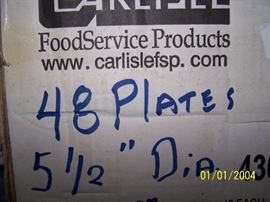 CARLISLE
FoodService Products
www. carlislefsp. com
48 Plates
5 1/2" Dia.
01/01/2004